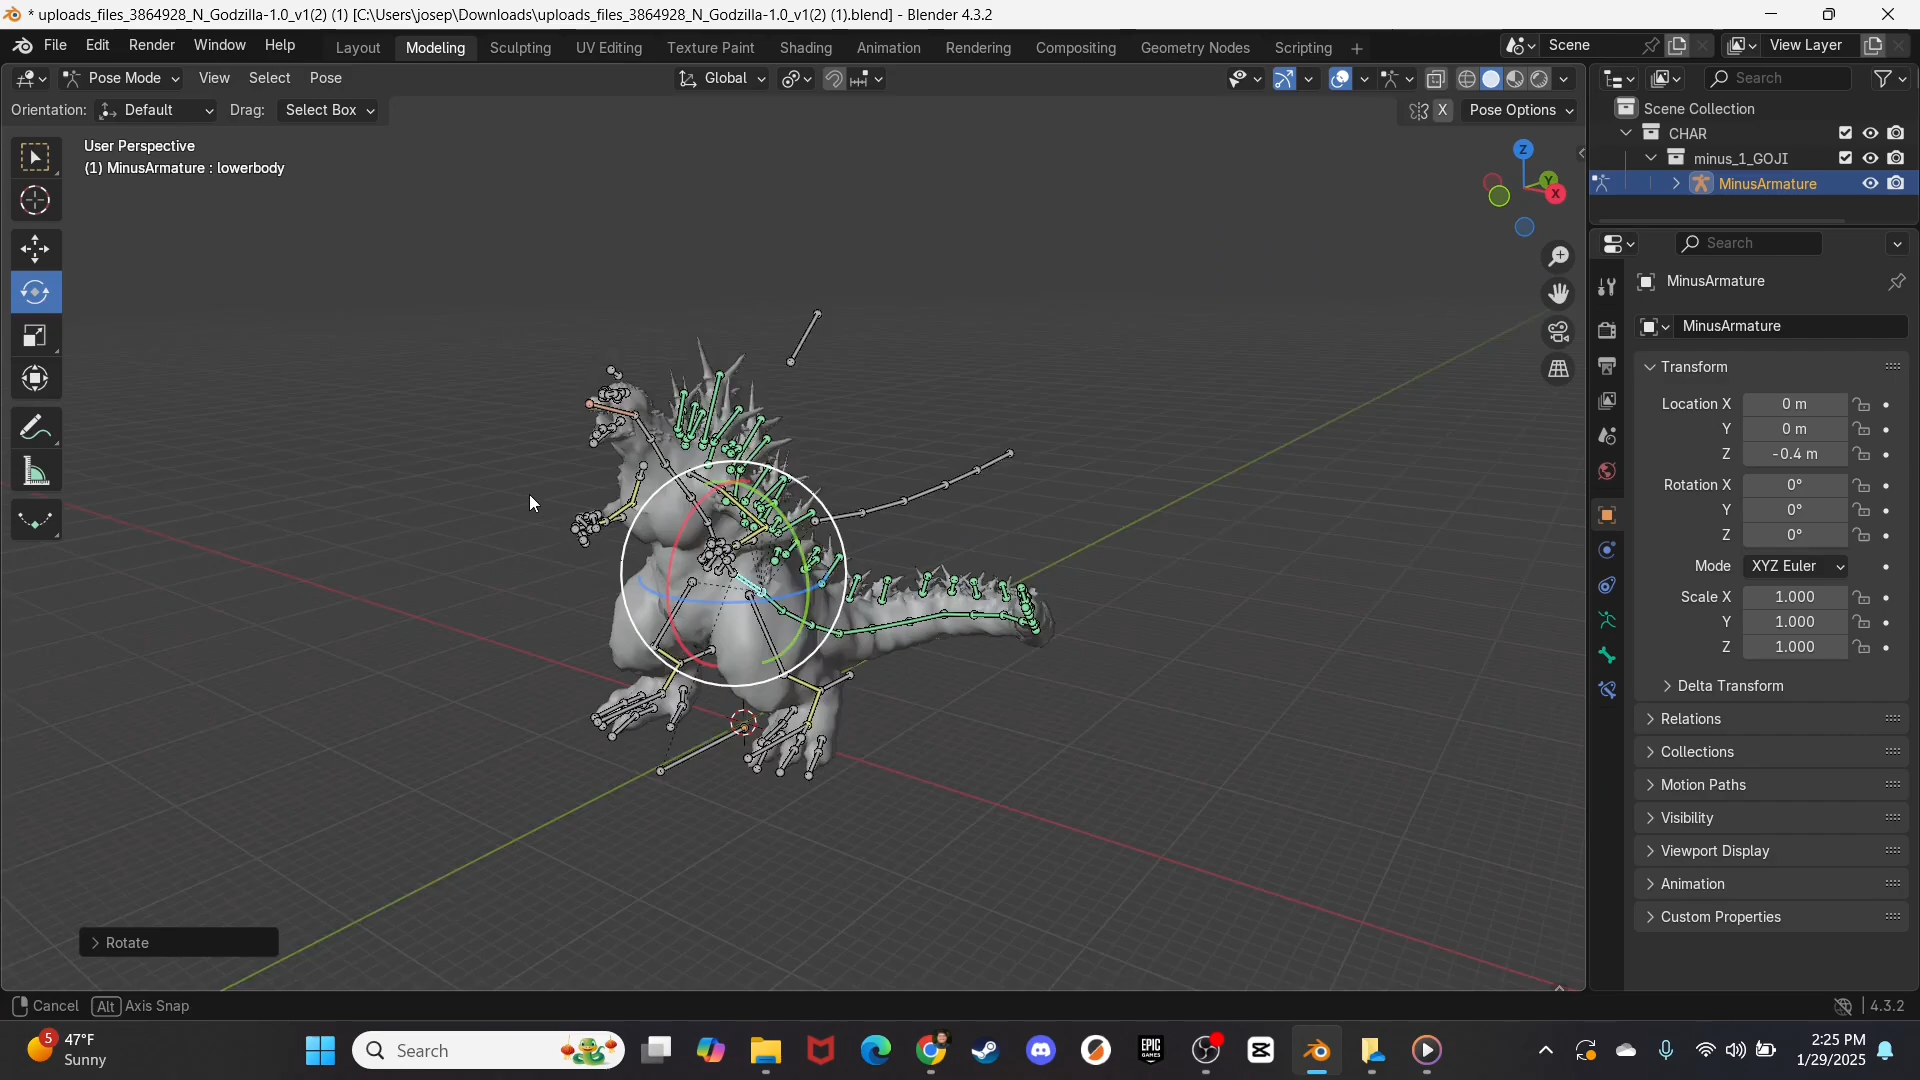 * uploads_files_3864928_N_Godzilla-1.0_v1(2) (1) [C:\Users\josep\Downloads\uploads_files_3864928_N_Godzilla-1.0_v1(2) (1).blend] - Blender 4.3.2
File Edit Render Window Help Layout Modeling Sculpting UV Editing Texture Paint Shading Animation Rendering Compositing Geometry Nodes Scripting + Scene View Layer
Pose Mode View Select Pose Global Search
Orientation: Default Drag: Select Box X Pose Options
Scene Collection
CHAR
minus_1_GOJI
MinusArmature
User Perspective
(1) MinusArmature : lowerbody
Z
Y
X
Search
MinusArmature
MinusArmature
Transform
Location X 0 m
Y 0 m
Z -0.4 m
Rotation X 0°
Y 0°
Z 0°
Mode XYZ Euler
Scale X 1.000
Y 1.000
Z 1.000
Delta Transform
Relations
Collections
Motion Paths
Visibility
Viewport Display
Animation
Custom Properties
Rotate
Cancel Alt Axis Snap 4.3.2
5 47°F
Sunny
Search
EPIC GAMES
2:25 PM
1/29/2025